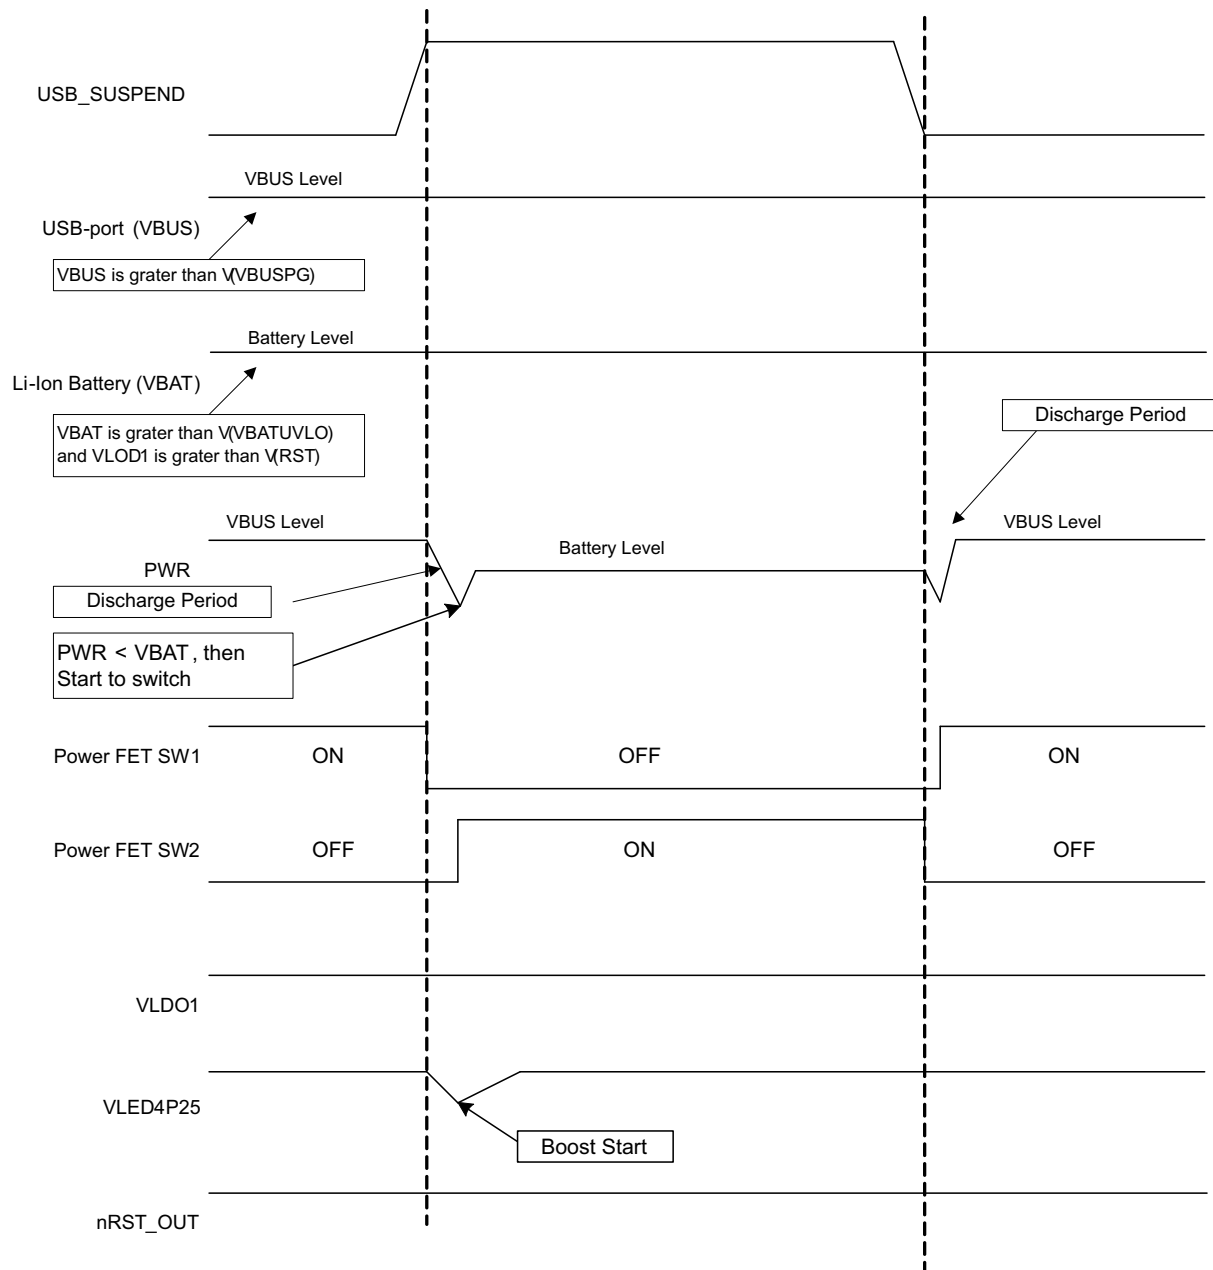 USB_SUSPEND
VBUS Level
USB-port (VBUS)
VBUS is grater than V(VBUSPG)
Battery Level
Li-Ion Battery (VBAT)
VBAT is grater than V(VBATUVLO)
and VLOD1 is grater than V(RST)
Discharge Period
VBUS Level
VBUS Level
Battery Level
PWR
Discharge Period
PWR < VBAT, then
Start to switch
Power FET SW1
ON
OFF
ON
Power FET SW2
OFF
ON
OFF
VLDO1
VLED4P25
Boost Start
nRST_OUT